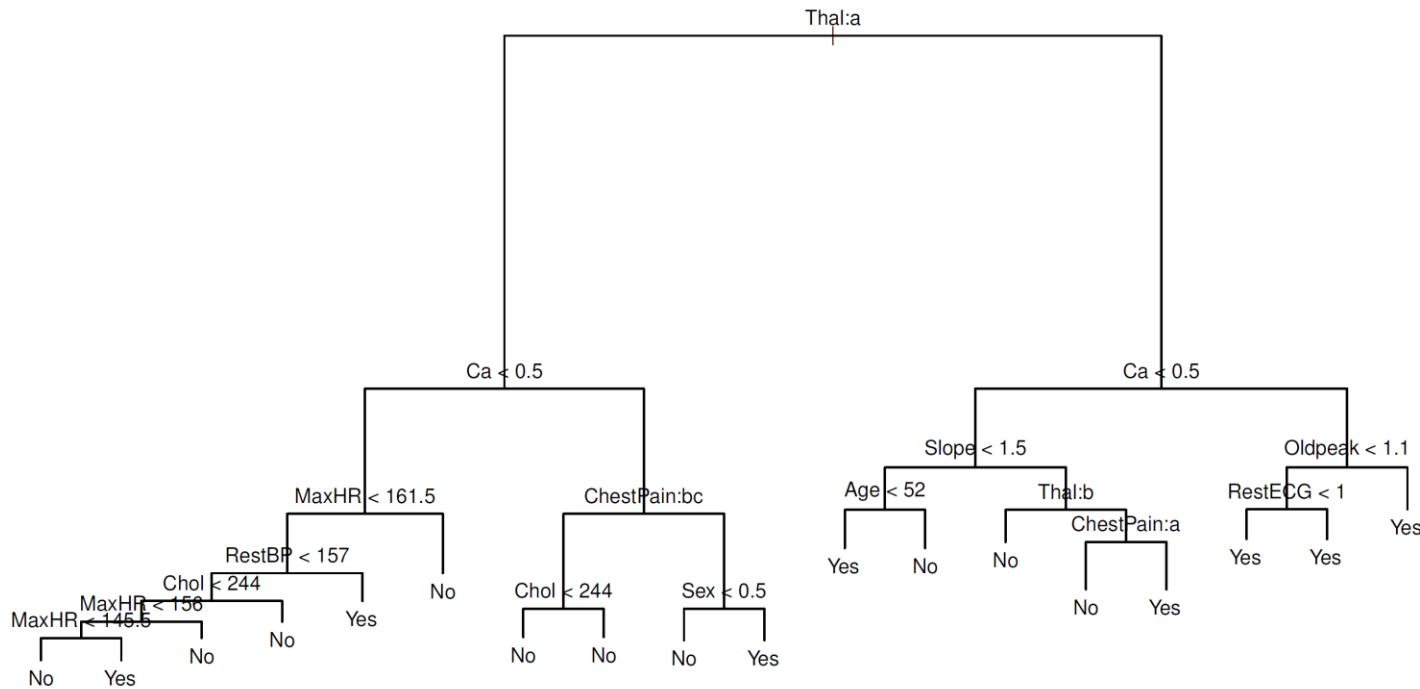 Thal:a
Ca < 0.5
Ca < 0.5
Slope < 1.5
Oldpeak < 1.1
MaxHR < 161.5
ChestPain:bc
Age < 52
Thal:b
RestECG < 1
ChestPain:a
Yes
RestBP < 157
Yes
No
No
Yes
Yes
Chol < 244
No
Chol < 244
Sex < 0.5
No
Yes
MaxHR < 156
Yes
MaxHR < 145.5
No
No
No
No
No
Yes
No
Yes